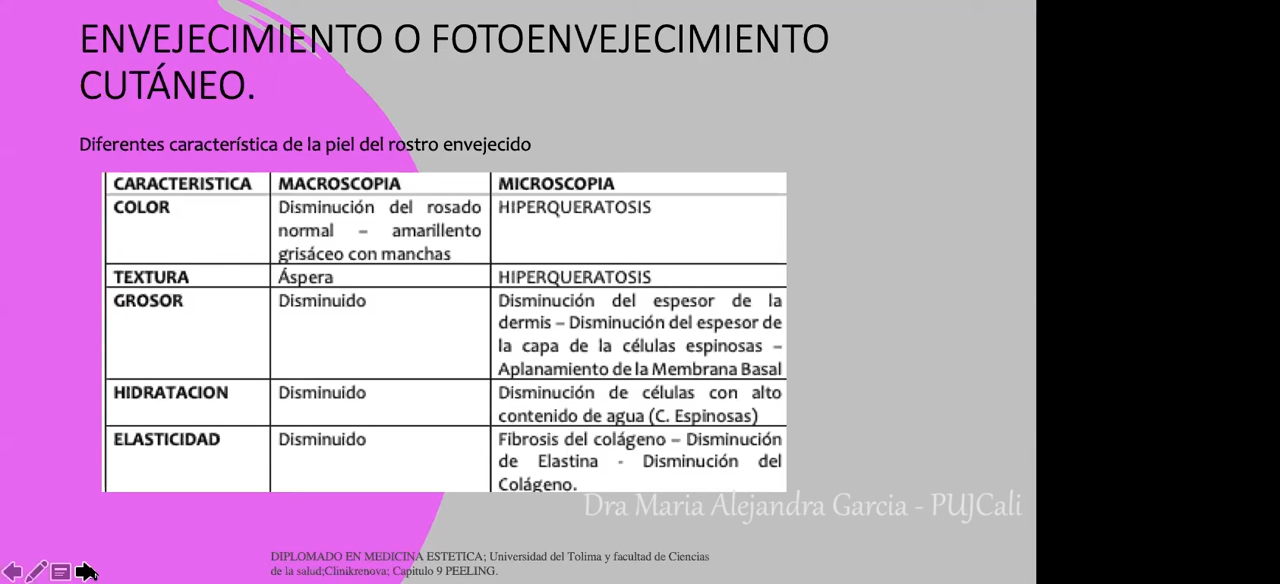 ENVEJECIMIENTO O FOTOENVEJECIMIENTO
CUTÁNEO.
Diferentes característica de la piel del rostro envejecido
CARACTERISTICA MACROSCOPIA MICROSCOPIA
COLOR Disminución del rosado HIPERQUERATOSIS
normal – amarillento
grisáceo con manchas
TEXTURA Áspera HIPERQUERATOSIS
GROSOR Disminuido Disminución del espesor de la
dermis – Disminución del espesor de
la capa de la células espinosas –
Aplanamiento de la Membrana Basal
HIDRATACION Disminuido Disminución de células con alto
contenido de agua (C. Espinosas)
ELASTICIDAD Disminuido Fibrosis del colágeno – Disminución
de Elastina - Disminución del
Colágeno.
Dra Maria Alejandra Garcia - PUJCali
DIPLOMADO EN MEDICINA ESTETICA; Universidad del Tolima y facultad de Ciencias
de la salud;Clinikrenova; Capitulo 9 PEELING.